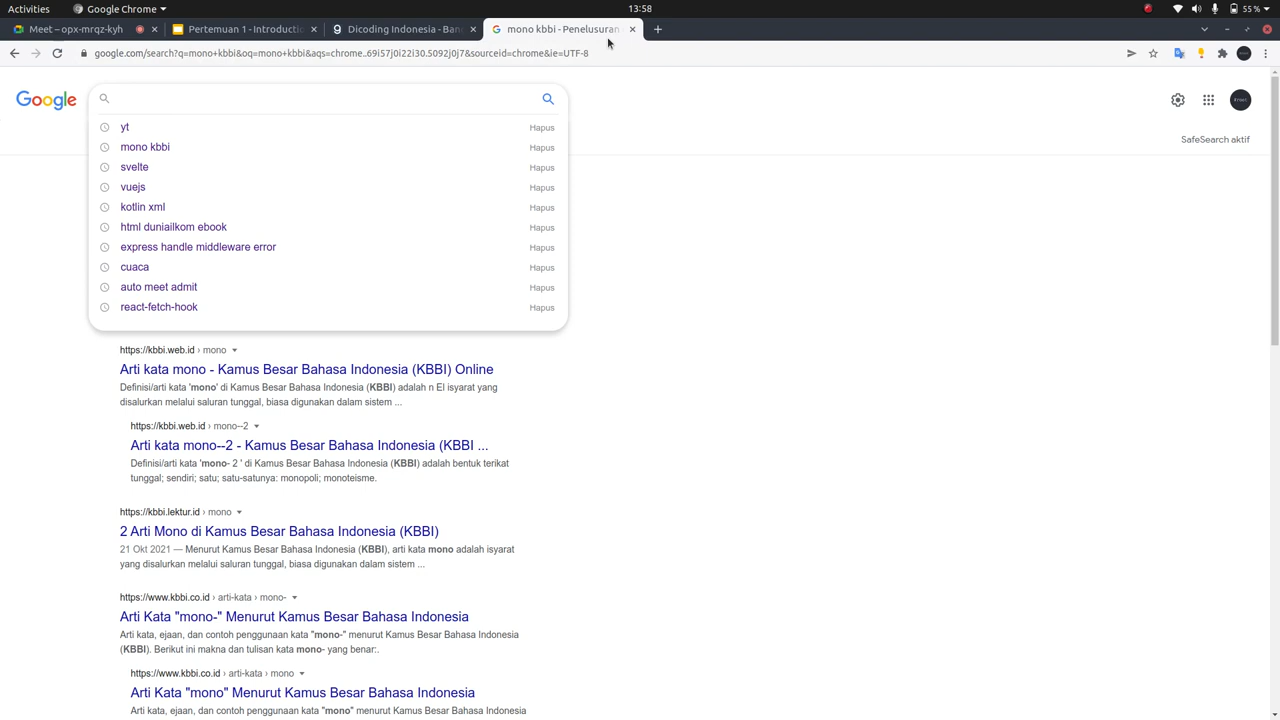 Activities
Google Chrome
13:58
55 %
Meet – opx-mrqz-kyh
Pertemuan 1 - Introductio
Dicoding Indonesia - Bang
mono kbbi - Penelusuran
google.com/search?q=mono+kbbi&oq=mono+kbbi&aqs=chrome..69i57j0i22i30.5092j0j7&sourceid=chrome&ie=UTF-8
Google
SafeSearch aktif
yt Hapus
mono kbbi Hapus
svelte Hapus
vuejs Hapus
kotlin xml Hapus
html duniailkom ebook Hapus
express handle middleware error Hapus
cuaca Hapus
auto meet admit Hapus
react-fetch-hook Hapus
https://kbbi.web.id › mono
Arti kata mono - Kamus Besar Bahasa Indonesia (KBBI) Online
Definisi/arti kata 'mono' di Kamus Besar Bahasa Indonesia (KBBI) adalah n El isyarat yang
disalurkan melalui saluran tunggal, biasa digunakan dalam sistem ...
https://kbbi.web.id › mono--2
Arti kata mono--2 - Kamus Besar Bahasa Indonesia (KBBI ...
Definisi/arti kata 'mono- 2 ' di Kamus Besar Bahasa Indonesia (KBBI) adalah bentuk terikat
tunggal; sendiri; satu; satu-satunya: monopoli; monoteisme.
https://kbbi.lektur.id › mono
2 Arti Mono di Kamus Besar Bahasa Indonesia (KBBI)
21 Okt 2021 — Menurut Kamus Besar Bahasa Indonesia (KBBI), arti kata mono adalah isyarat
yang disalurkan melalui saluran tunggal, biasa digunakan dalam sistem ...
https://www.kbbi.co.id › arti-kata › mono-
Arti Kata "mono-" Menurut Kamus Besar Bahasa Indonesia
Arti kata, ejaan, dan contoh penggunaan kata "mono-" menurut Kamus Besar Bahasa Indonesia
(KBBI). Berikut ini makna dan tulisan kata mono- yang benar:.
https://www.kbbi.co.id › arti-kata › mono
Arti Kata "mono" Menurut Kamus Besar Bahasa Indonesia
Arti kata, ejaan, dan contoh penggunaan kata "mono" menurut Kamus Besar Bahasa Indonesia